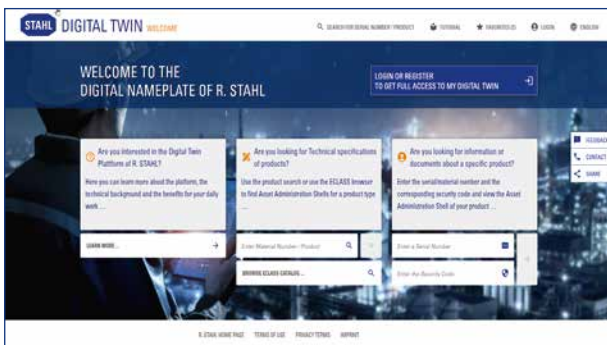 STAHL DIGITAL TWIN WELCOME
SEARCH FOR SERIAL NUMBER / PRODUCT
TUTORIAL
FAVORITES (0)
LOGIN
ENGLISH
WELCOME TO THE
DIGITAL NAMEPLATE OF R. STAHL
LOGIN OR REGISTER
TO GET FULL ACCESS TO MY DIGITAL TWIN
FEEDBACK
CONTACT
SHARE
Are you interested in the Digital Twin
Plattform of R. STAHL?
Here you can learn more about the platform, the
technical background and the benefits for your daily
work ...
LEARN MORE ...
Are you looking for Technical specifications
of products?
Use the product search or use the ECLASS browser
to find Asset Administration Shells for a product type
...
Enter Material Number / Product
BROWSE ECLASS CATALOG ...
Are you looking for information or
documents about a specific product?
Enter the serial/material number and the
corresponding security code and view the Asset
Administration Shell of your product ...
Enter a Serial Number
Enter the Security Code
R. STAHL HOME PAGE
TERMS OF USE
PRIVACY TERMS
IMPRINT